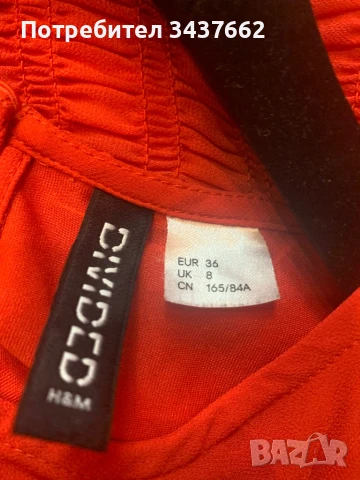 Потребител 3437662
DIVIDED
H&M
EUR 36
UK 8
CN 165/84A
BAZAR